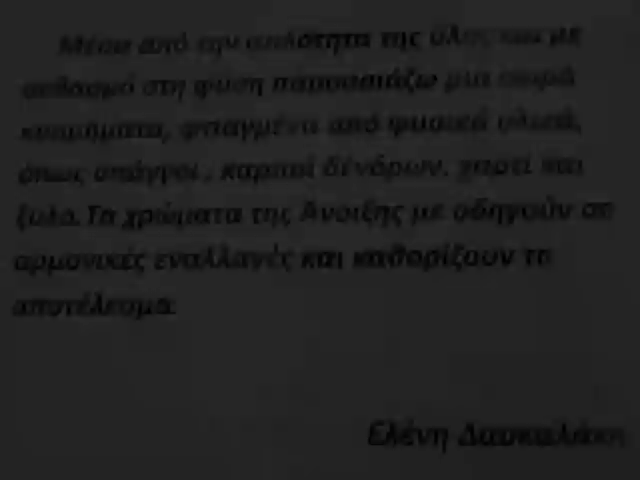 Μέσα από την απλότητα της ύλης και με
σεβασμό στη φύση παρουσιάζω μια σειρά
κοσμήματα, φτιαγμένα από φυσικά υλικά,
όπως σπάγγοι, καρποί δένδρων, χαρτί και
ξύλο. Τα χρώματα της Άνοιξης με οδηγούν σε
αρμονικές εναλλαγές και καθορίζουν το
αποτέλεσμα.
Ελένη Δασκαλάκη